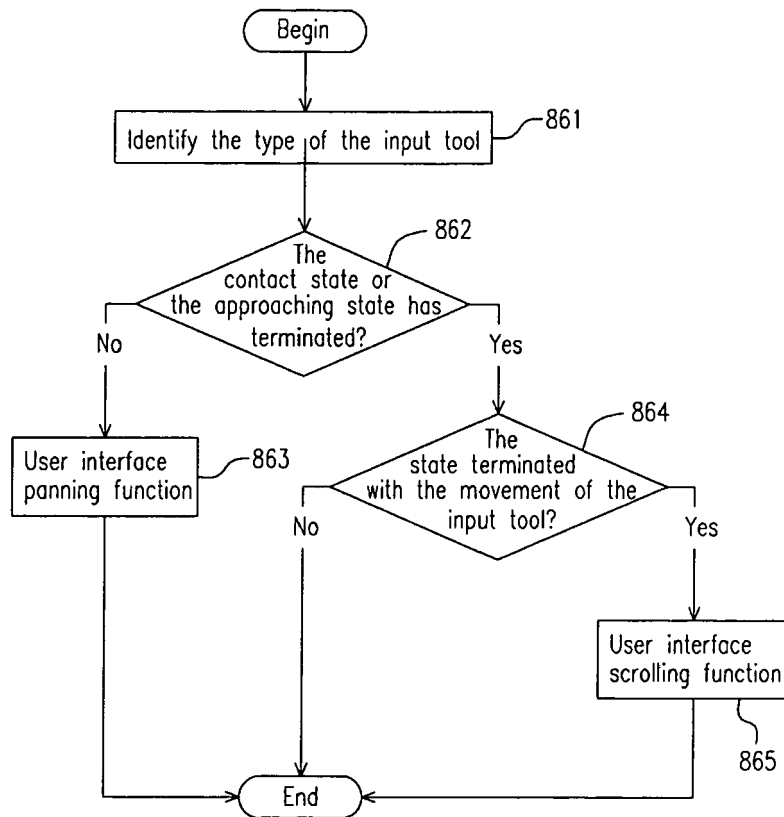 Begin
Identify the type of the input tool
861
The
contact state or
the approaching state has
terminated?
862
No
Yes
User interface
panning function
863
The
state terminated
with the movement of the
input tool?
864
No
Yes
User interface
scrolling function
865
End